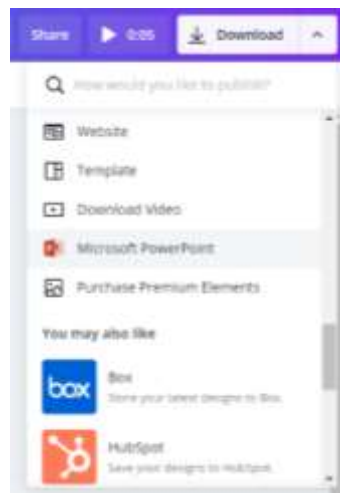 Share 0:05 Download
How would you like to publish?
Website
Template
Download Video
Microsoft PowerPoint
Purchase Premium Elements
You may also like
box Box
Store your latest designs to Box.
HubSpot
Save your designs to HubSpot.